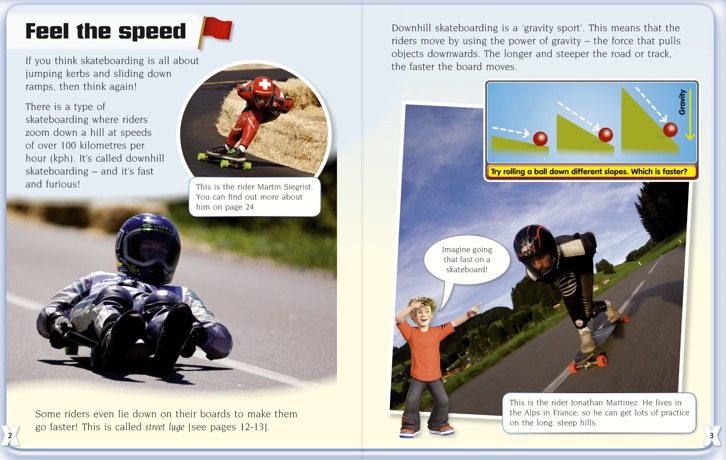 Feel the speed
If you think skateboarding is all about
jumping kerbs and sliding down
ramps, then think again!
There is a type of
skateboarding where riders
zoom down a hill at speeds
of over 100 kilometres per
hour (kph). It's called downhill
skateboarding – and it's fast
and furious!
This is the rider Martin Siegrist.
You can find out more about
him on page 24.
Some riders even lie down on their boards to make them
go faster! This is called street luge [see pages 12-13].
2
Downhill skateboarding is a 'gravity sport'. This means that the
riders move by using the power of gravity – the force that pulls
objects downwards. The longer and steeper the road or track,
the faster the board moves.
Gravity
Try rolling a ball down different slopes. Which is faster?
Imagine going
that fast on a
skateboard!
This is the rider Jonathan Martinez. He lives in
the Alps in France, so he can get lots of practice
on the long, steep hills.
3